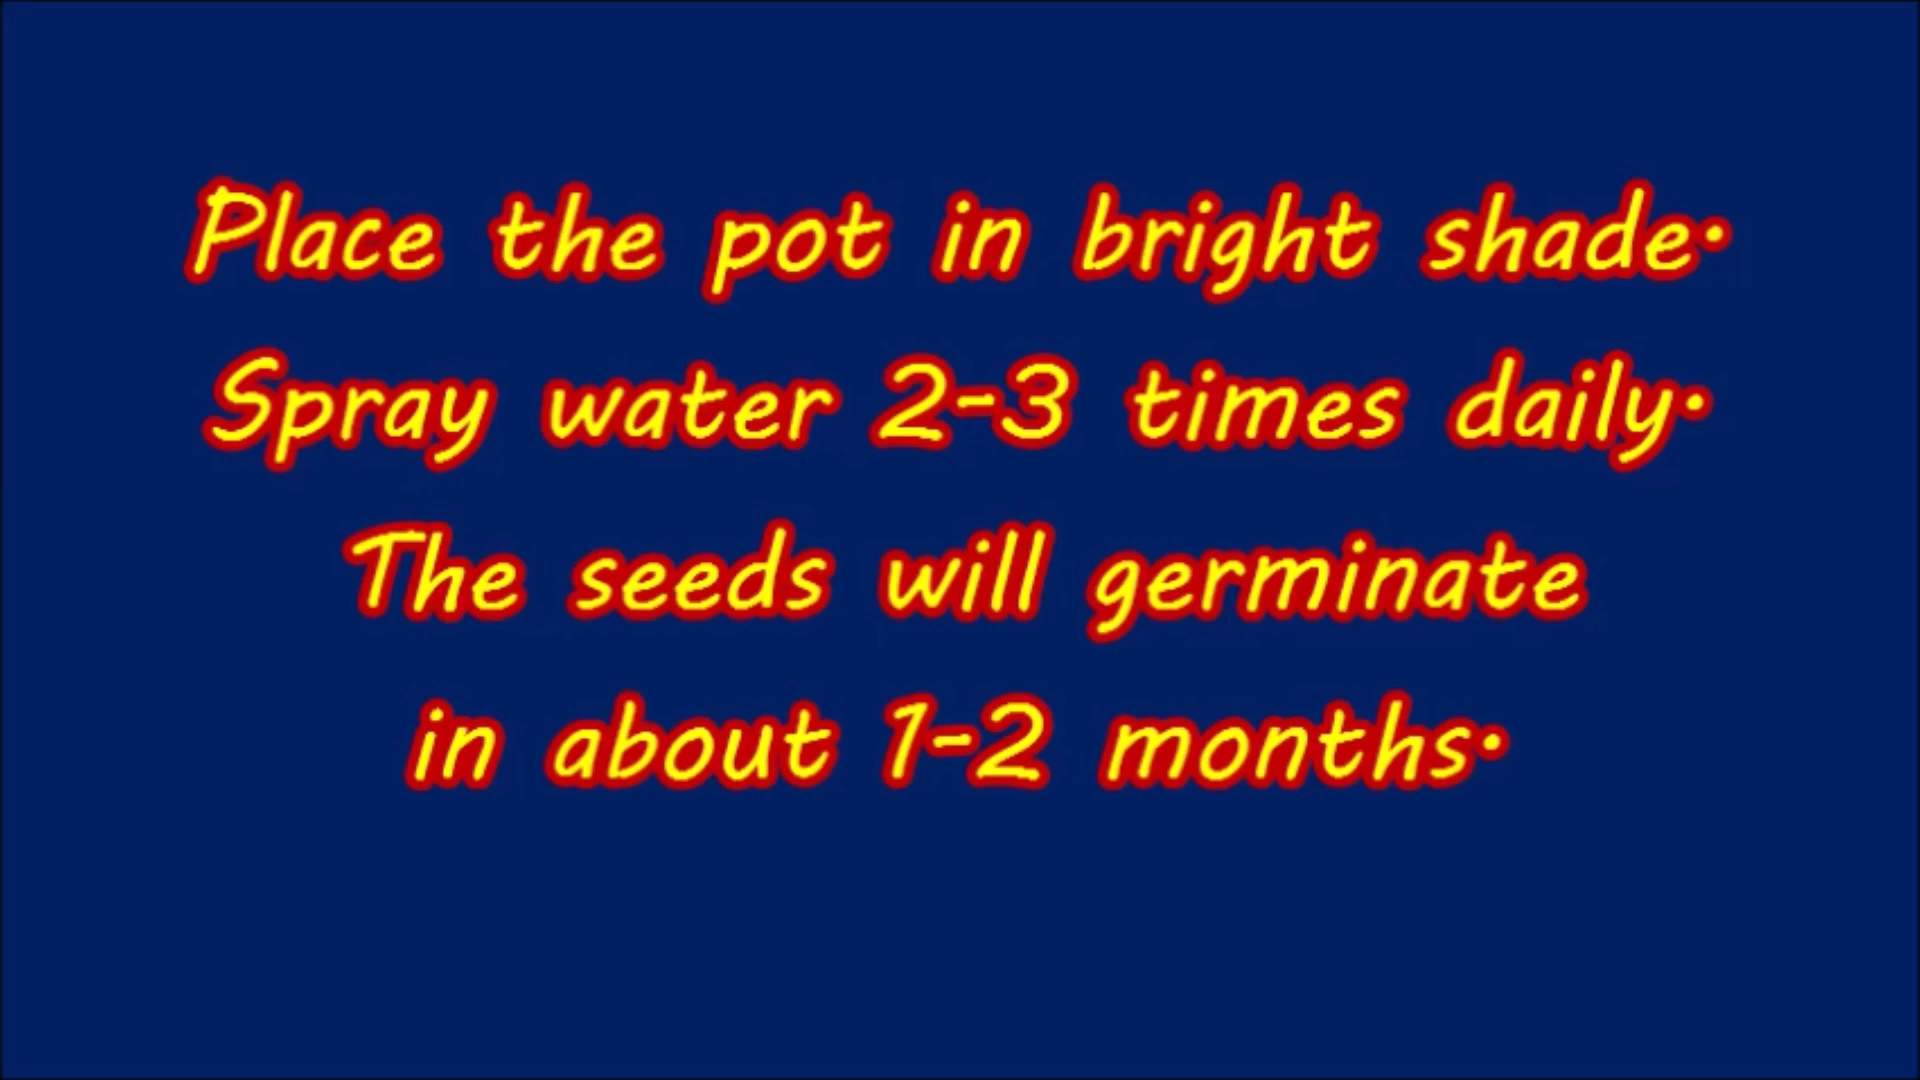 Place the pot in bright shade.
Spray water 2-3 times daily.
The seeds will germinate
in about 1-2 months.